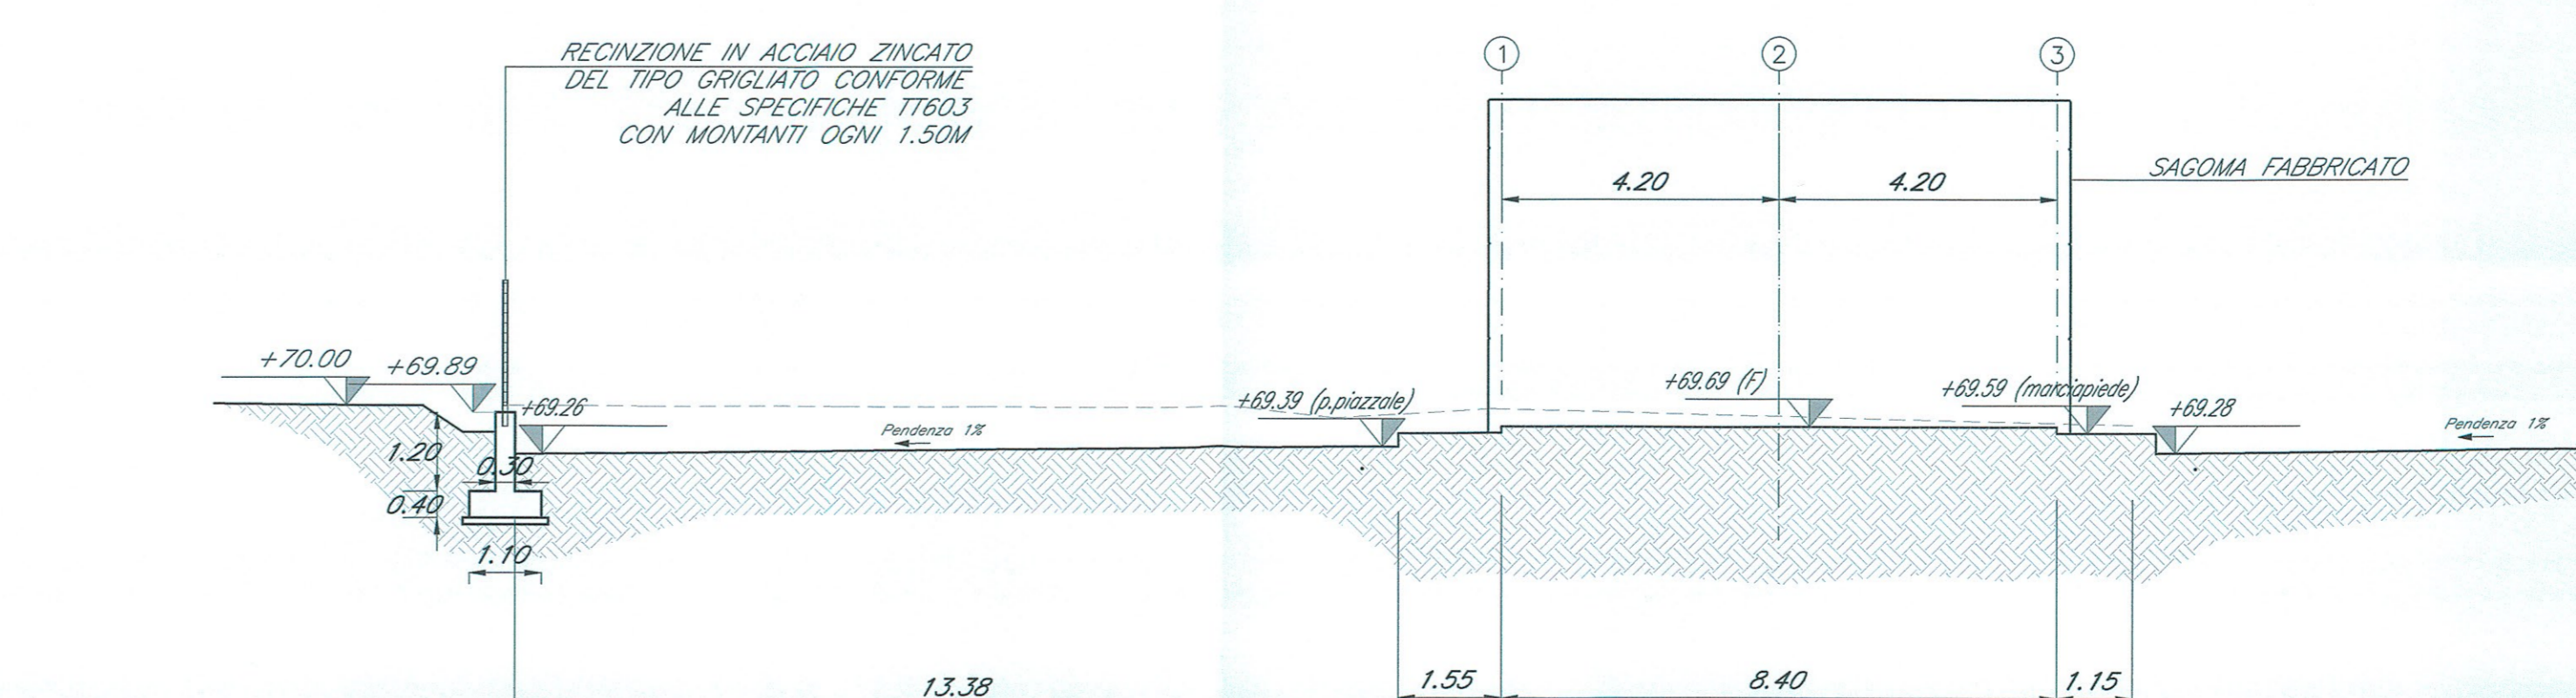 RECINZIONE IN ACCIAIO ZINCATO
DEL TIPO GRIGLIATO CONFORME
ALLE SPECIFICHE TT603
CON MONTANTI OGNI 1.50M
1 2 3
4.20 4.20
SAGOMA FABBRICATO
+70.00 +69.89
+69.26
+69.39 (p.piazzale)
+69.69 (F)
+69.59 (marciapiede)
+69.28
Pendenza 1%
Pendenza 1%
1.20 0.30
0.40
1.10
13.38 1.55 8.40 1.15